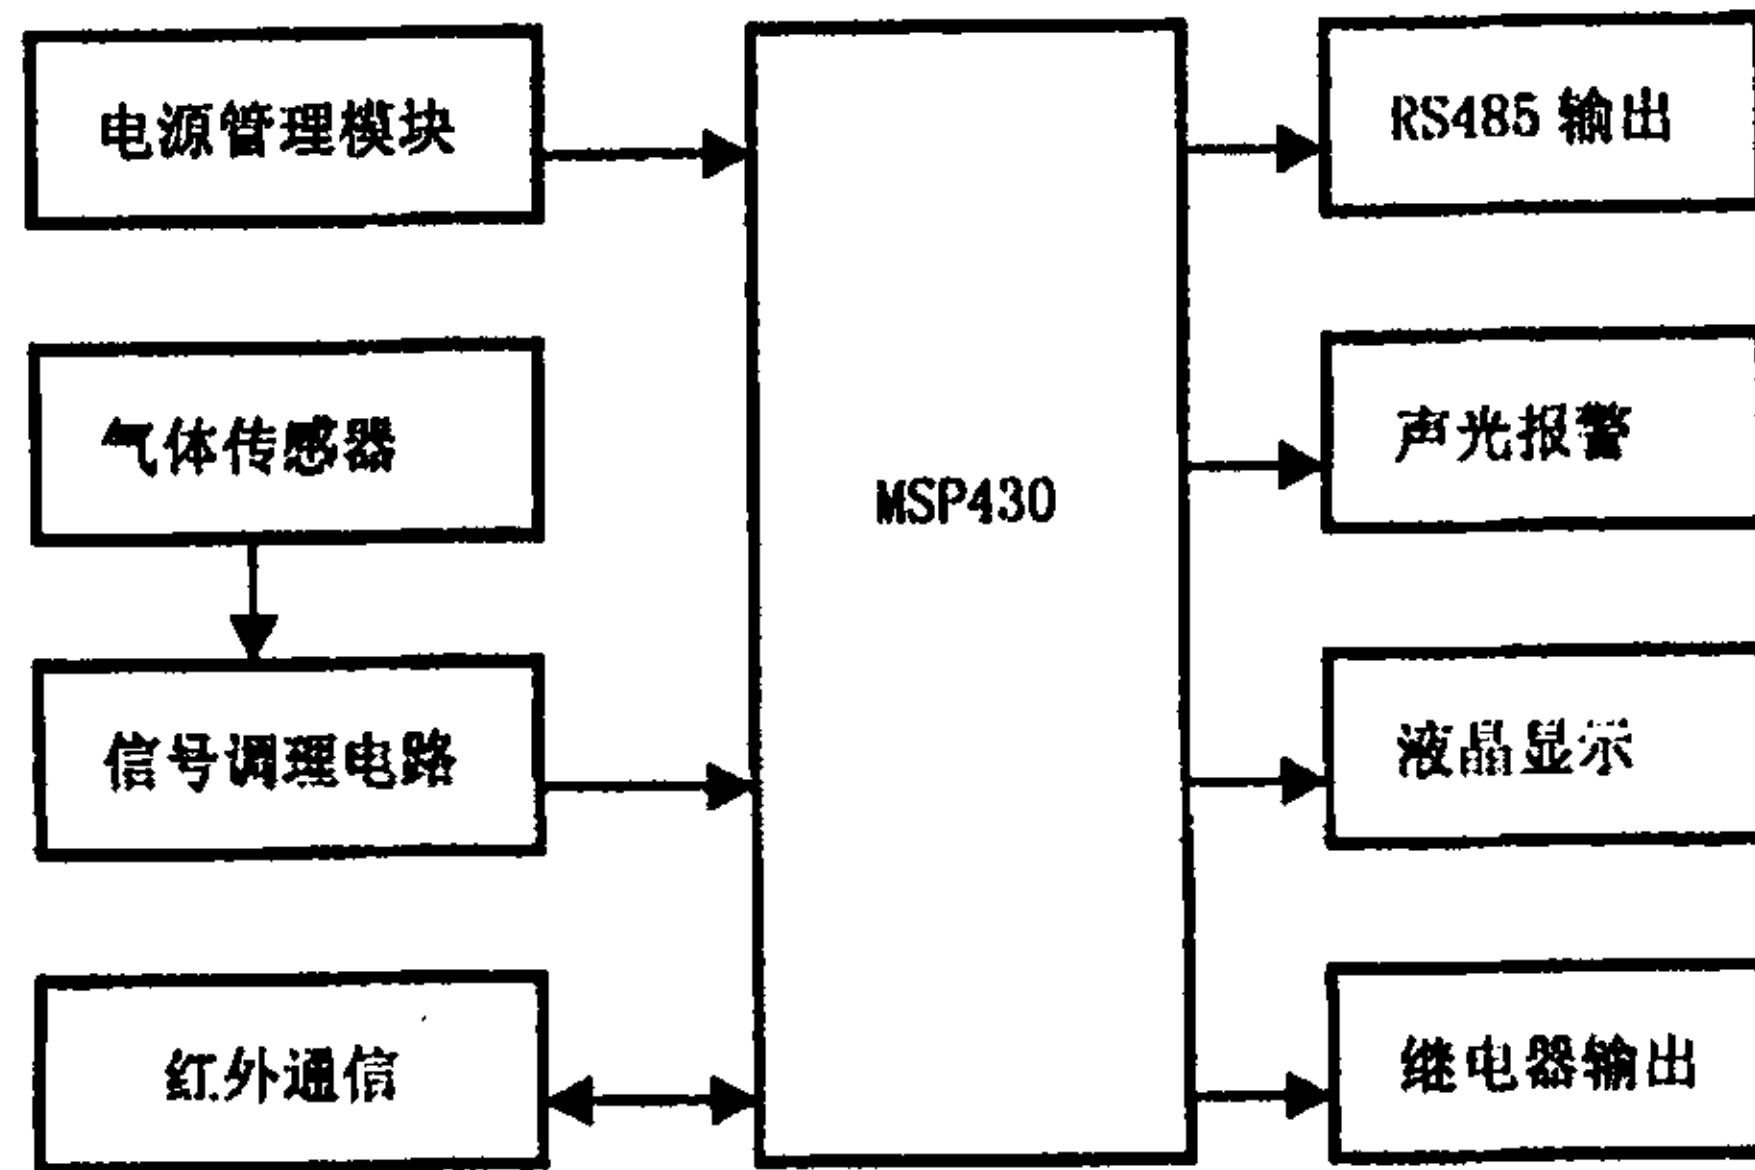 电源管理模块
气体传感器
信号调理电路
红外通信
MSP430
RS485 输出
声光报警
液晶显示
继电器输出